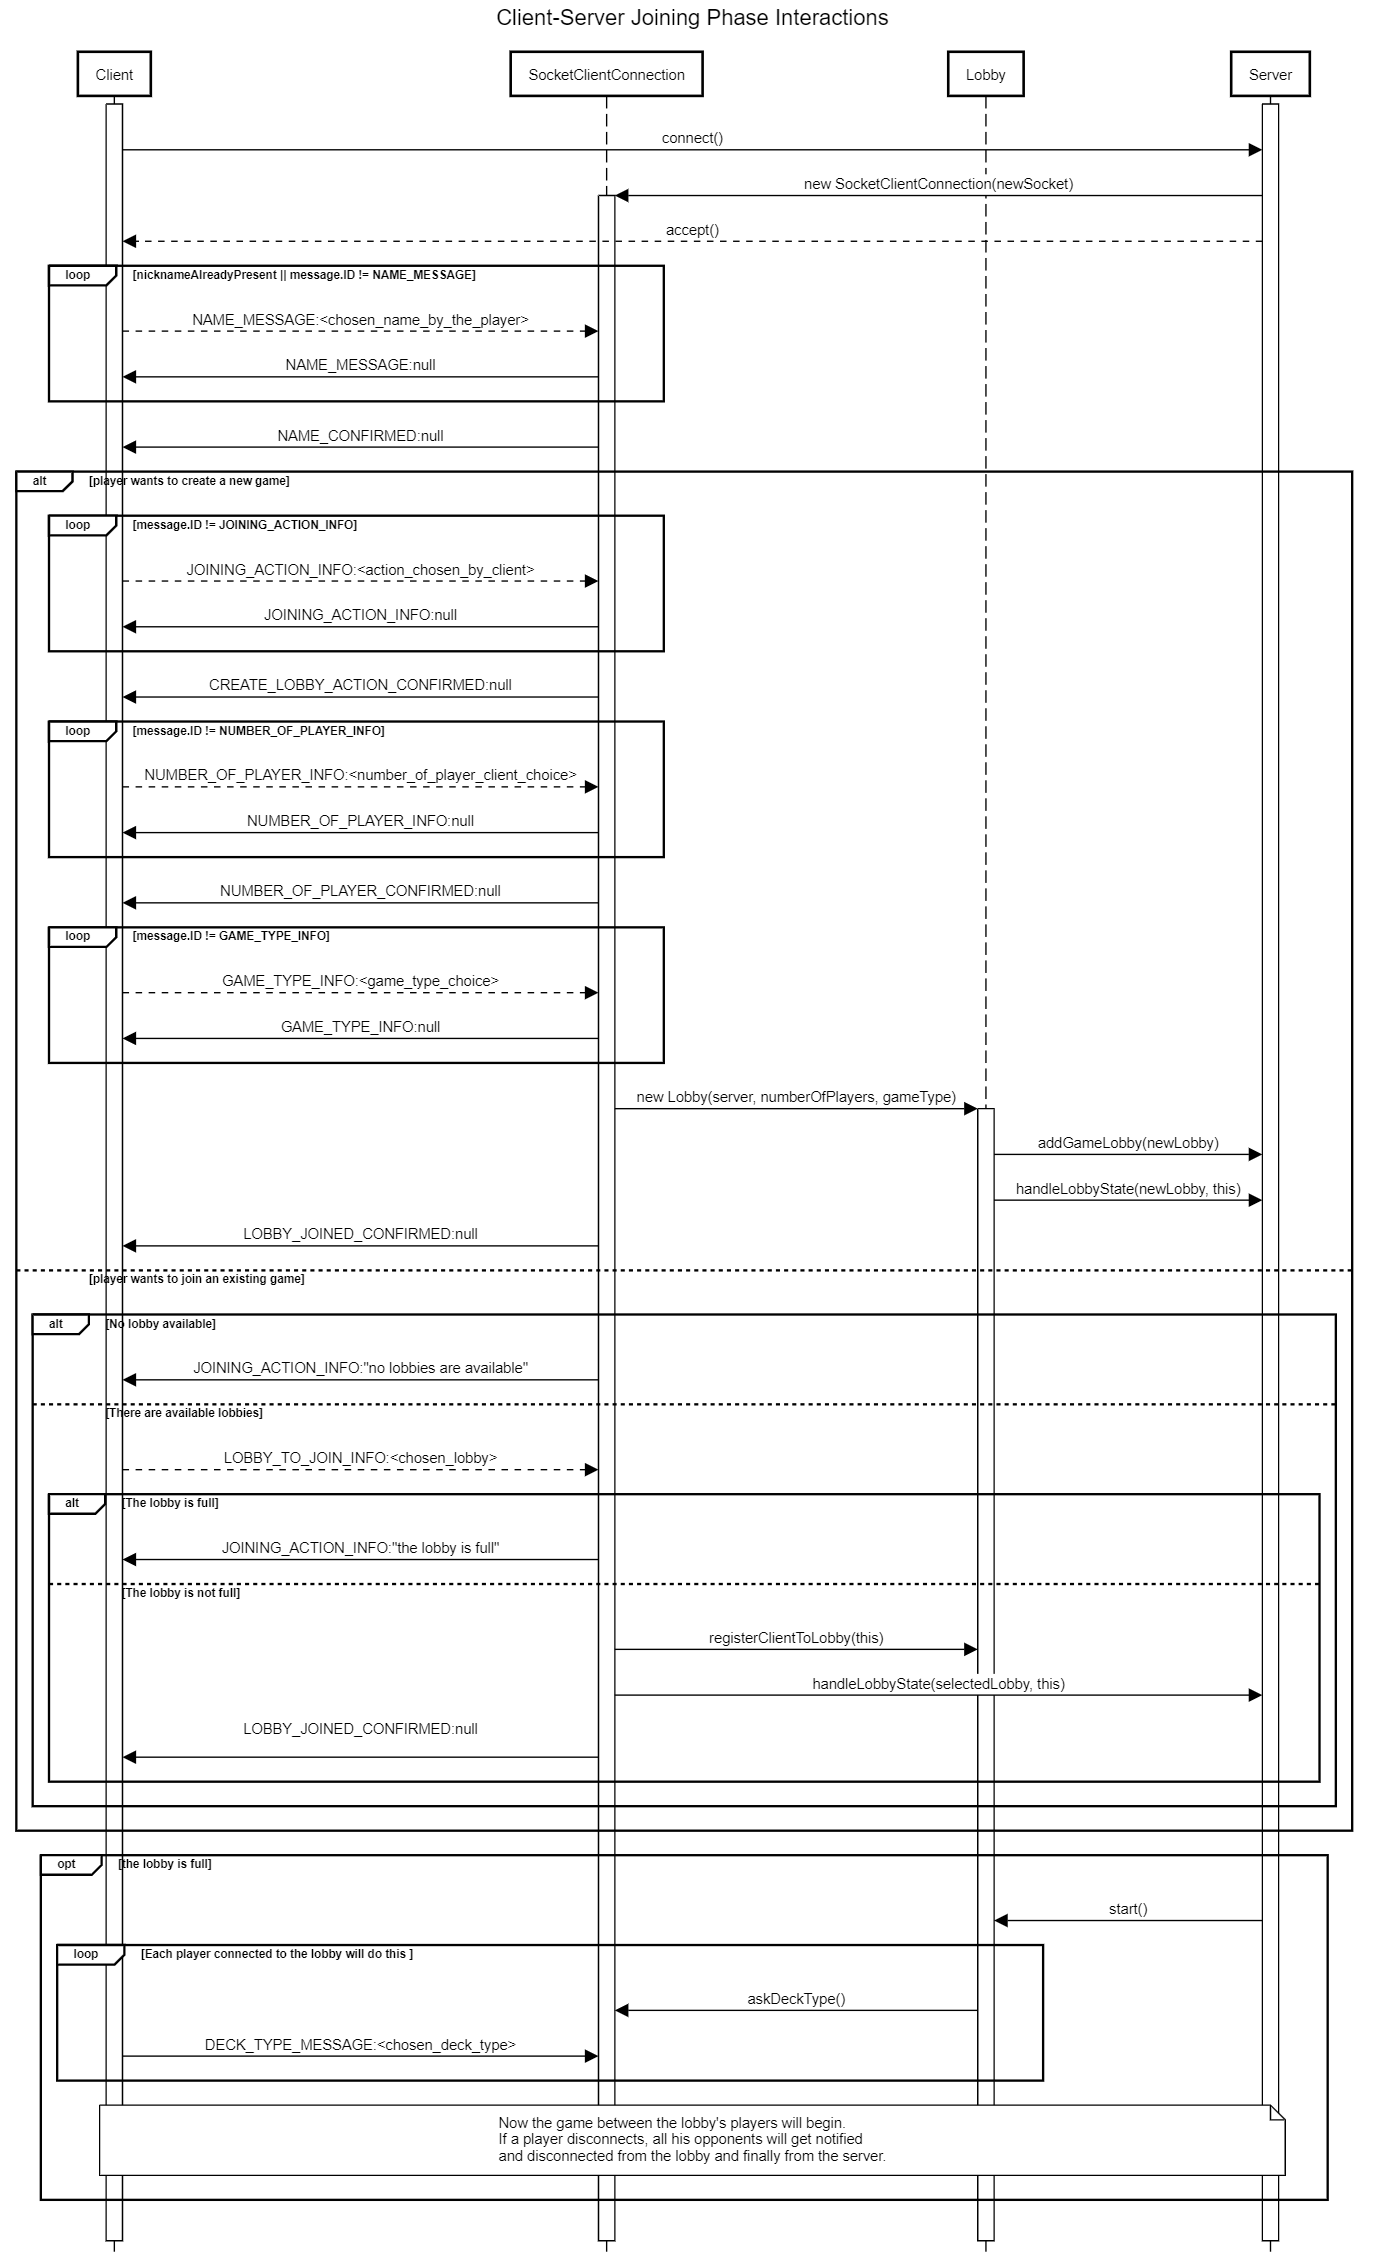 Client-Server Joining Phase Interactions
Client
SocketClientConnection
Lobby
Server
connect()
new SocketClientConnection(newSocket)
accept()
loop
[nicknameAlreadyPresent || message.ID != NAME_MESSAGE]
NAME_MESSAGE:<chosen_name_by_the_player>
NAME_MESSAGE:null
NAME_CONFIRMED:null
alt
[player wants to create a new game]
loop
[message.ID != JOINING_ACTION_INFO]
JOINING_ACTION_INFO:<action_chosen_by_client>
JOINING_ACTION_INFO:null
CREATE_LOBBY_ACTION_CONFIRMED:null
loop
[message.ID != NUMBER_OF_PLAYER_INFO]
NUMBER_OF_PLAYER_INFO:<number_of_player_client_choice>
NUMBER_OF_PLAYER_INFO:null
NUMBER_OF_PLAYER_CONFIRMED:null
loop
[message.ID != GAME_TYPE_INFO]
GAME_TYPE_INFO:<game_type_choice>
GAME_TYPE_INFO:null
new Lobby(server, numberOfPlayers, gameType)
addGameLobby(newLobby)
handleLobbyState(newLobby, this)
LOBBY_JOINED_CONFIRMED:null
[player wants to join an existing game]
alt
[No lobby available]
JOINING_ACTION_INFO:"no lobbies are available"
[There are available lobbies]
LOBBY_TO_JOIN_INFO:<chosen_lobby>
alt
[The lobby is full]
JOINING_ACTION_INFO:"the lobby is full"
[The lobby is not full]
registerClientToLobby(this)
handleLobbyState(selectedLobby, this)
LOBBY_JOINED_CONFIRMED:null
opt
[the lobby is full]
start()
loop
[Each player connected to the lobby will do this ]
askDeckType()
DECK_TYPE_MESSAGE:<chosen_deck_type>
Now the game between the lobby's players will begin.
If a player disconnects, all his opponents will get notified
and disconnected from the lobby and finally from the server.